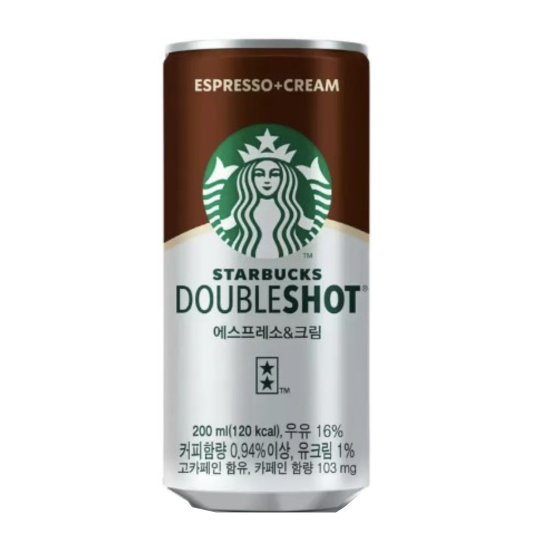 ESPRESSO+CREAM
TM
STARBUCKS
DOUBLESHOT®
에스프레소&크림
TM
200 ml(120 kcal), 우유 16%
커피함량 0.94%이상, 유크림 1%
고카페인 함유, 카페인 함량 103 mg